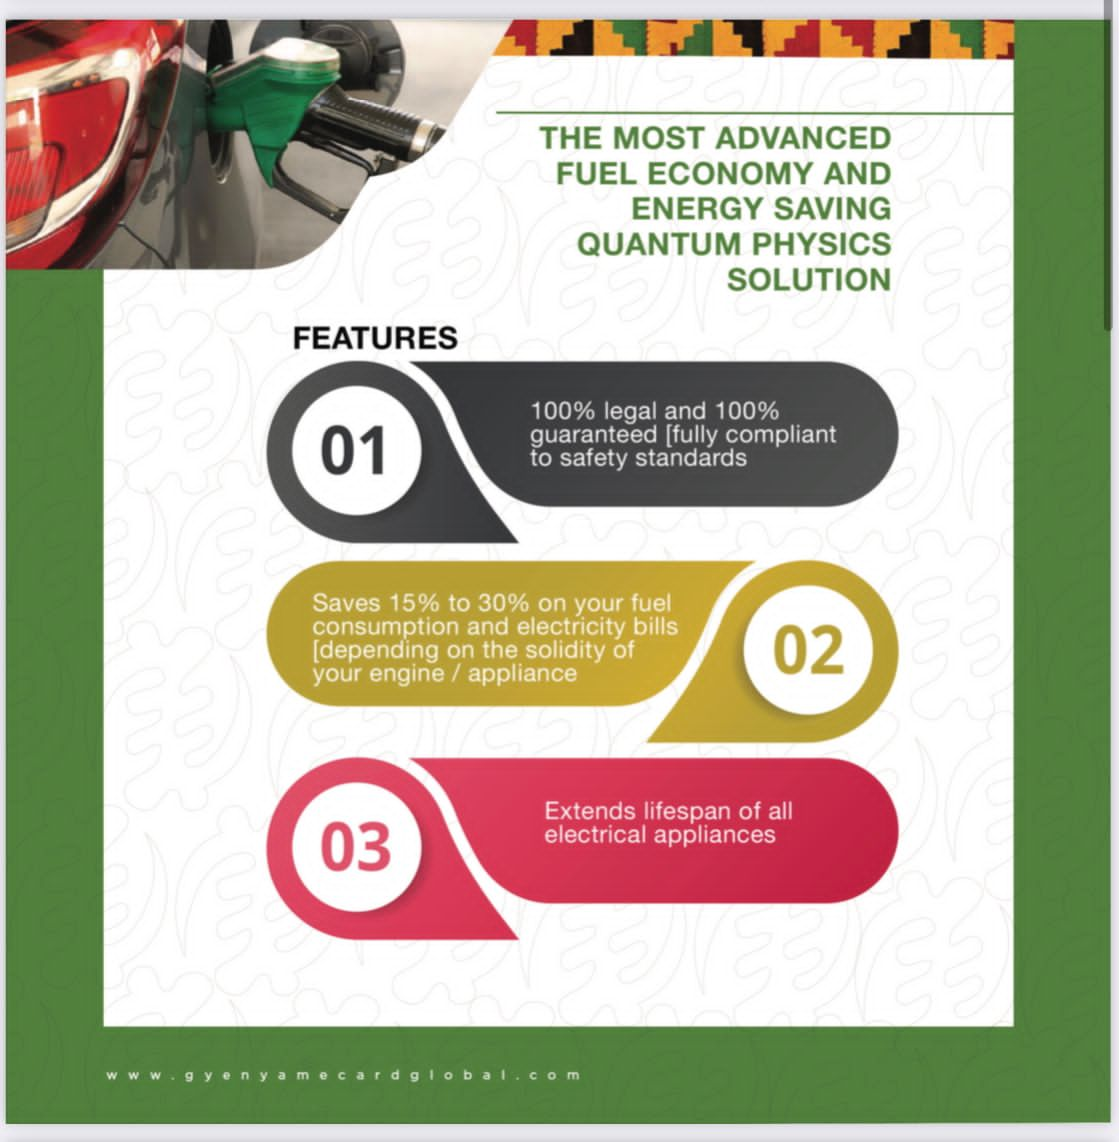 THE MOST ADVANCED
FUEL ECONOMY AND
ENERGY SAVING
QUANTUM PHYSICS
SOLUTION
FEATURES
01
100% legal and 100%
guaranteed [fully compliant
to safety standards
Saves 15% to 30% on your fuel
consumption and electricity bills
[depending on the solidity of
your engine / appliance
02
03
Extends lifespan of all
electrical appliances
www.gyenyamecardglobal.com